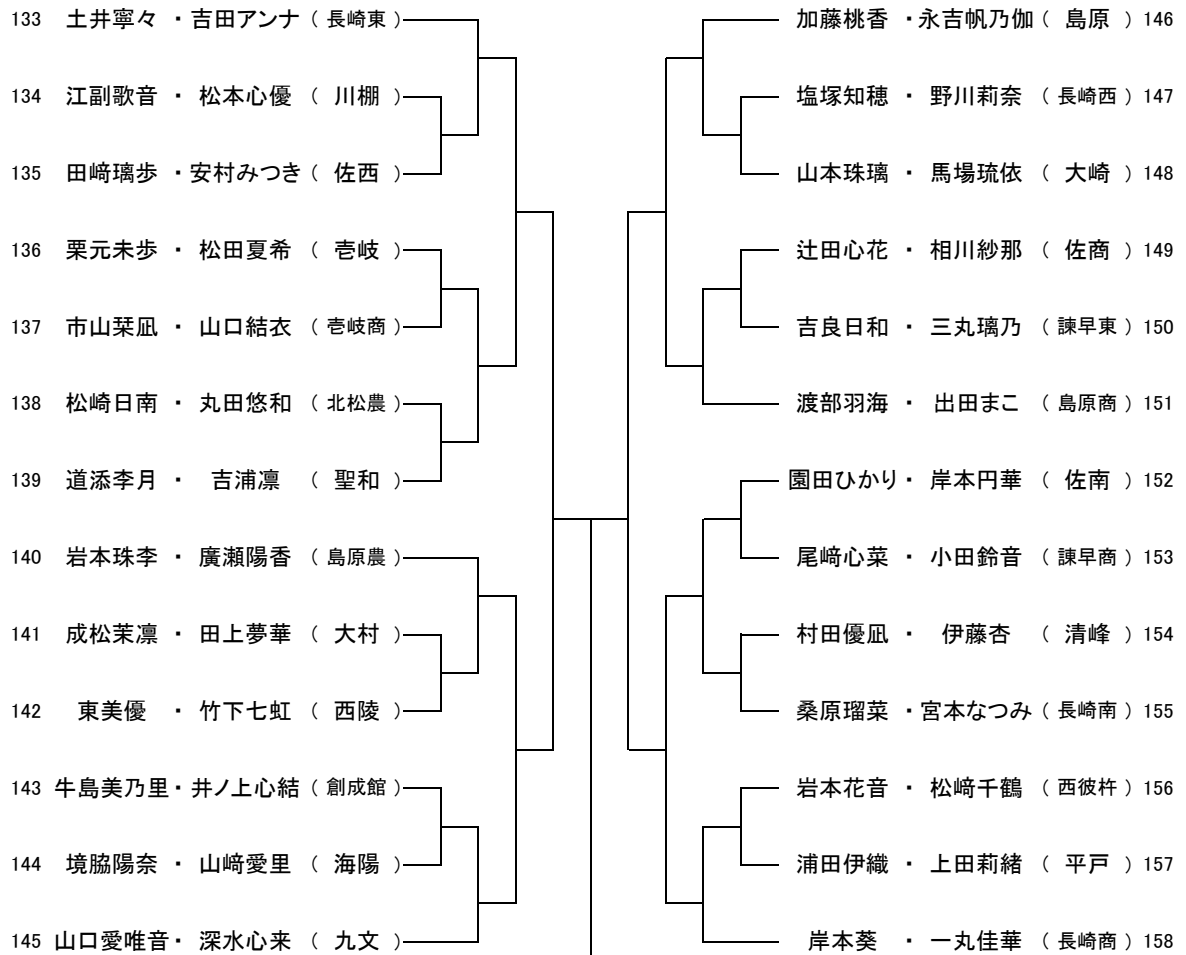 133 土井寧々 ・ 吉田アンナ （ 長崎東 ）
134 江副歌音 ・ 松本心優 （ 川棚 ）
135 田﨑璃歩 ・ 安村みつき （ 佐西 ）
136 栗元未歩 ・ 松田夏希 （ 壱岐 ）
137 市山栞凪 ・ 山口結衣 （ 壱岐商 ）
138 松崎日南 ・ 丸田悠和 （ 北松農 ）
139 道添李月 ・ 吉浦凛 （ 聖和 ）
140 岩本珠李 ・ 廣瀬陽香 （ 島原農 ）
141 成松茉凛 ・ 田上夢華 （ 大村 ）
142 東美優 ・ 竹下七虹 （ 西陵 ）
143 牛島美乃里 ・ 井ノ上心結 （ 創成館 ）
144 境脇陽奈 ・ 山﨑愛里 （ 海陽 ）
145 山口愛唯音 ・ 深水心来 （ 九文 ）
加藤桃香 ・ 永吉帆乃伽 （ 島原 ） 146
塩塚知穂 ・ 野川莉奈 （ 長崎西 ） 147
山本珠璃 ・ 馬場琉依 （ 大崎 ） 148
辻田心花 ・ 相川紗那 （ 佐商 ） 149
吉良日和 ・ 三丸璃乃 （ 諫早東 ） 150
渡部羽海 ・ 出田まこ （ 島原商 ） 151
園田ひかり ・ 岸本円華 （ 佐南 ） 152
尾﨑心菜 ・ 小田鈴音 （ 諫早商 ） 153
村田優凪 ・ 伊藤杏 （ 清峰 ） 154
桑原瑠菜 ・ 宮本なつみ （ 長崎南 ） 155
岩本花音 ・ 松﨑千鶴 （ 西彼杵 ） 156
浦田伊織 ・ 上田莉緒 （ 平戸 ） 157
岸本葵 ・ 一丸佳華 （ 長崎商 ） 158